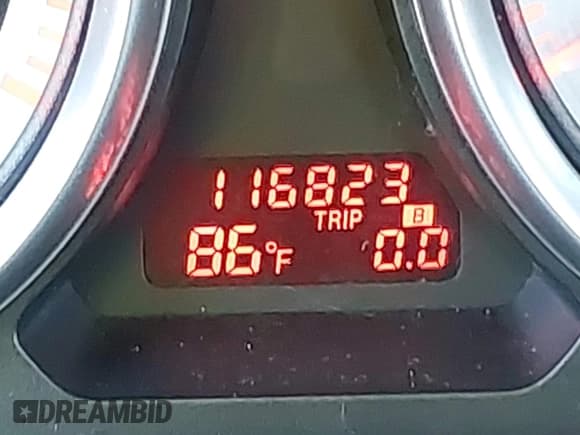 116823
TRIP B
86°F 0.0
DREAMBID